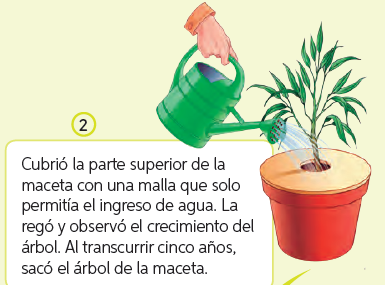 2
Cubrió la parte superior de la
maceta con una malla que solo
permitía el ingreso de agua. La
regó y observó el crecimiento del
árbol. Al transcurrir cinco años,
sacó el árbol de la maceta.